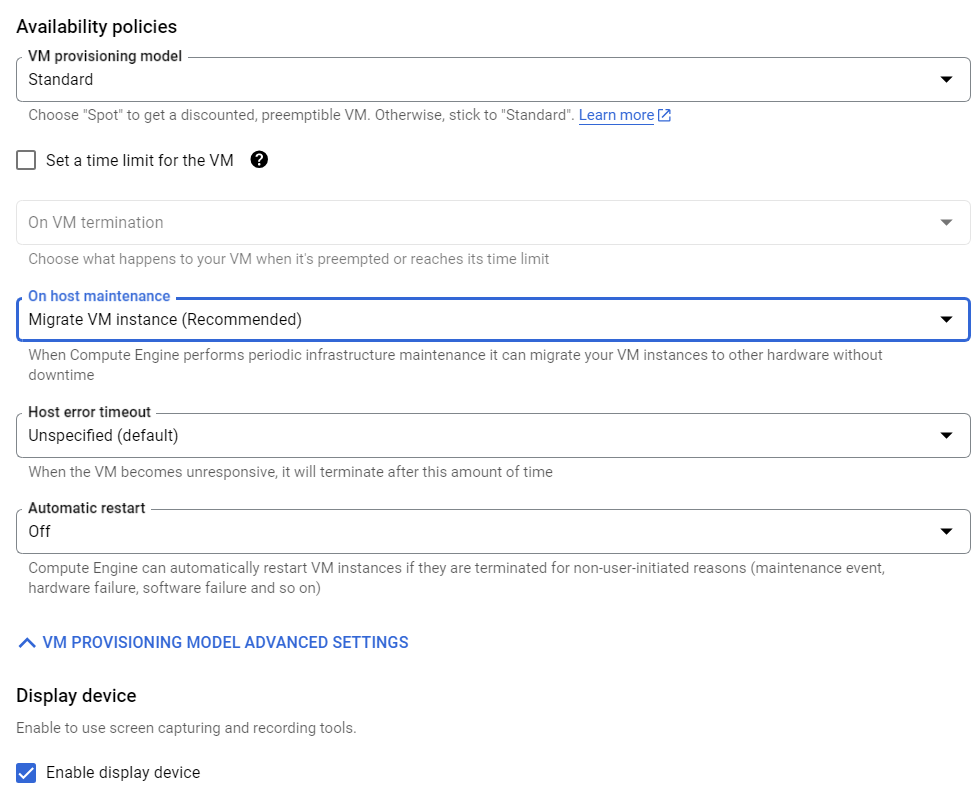 Availability policies
VM provisioning model
Standard
Choose "Spot" to get a discounted, preemptible VM. Otherwise, stick to "Standard". Learn more
Set a time limit for the VM ?
On VM termination
Choose what happens to your VM when it's preempted or reaches its time limit
On host maintenance
Migrate VM instance (Recommended)
When Compute Engine performs periodic infrastructure maintenance it can migrate your VM instances to other hardware without
downtime
Host error timeout
Unspecified (default)
When the VM becomes unresponsive, it will terminate after this amount of time
Automatic restart
Off
Compute Engine can automatically restart VM instances if they are terminated for non-user-initiated reasons (maintenance event,
hardware failure, software failure and so on)
VM PROVISIONING MODEL ADVANCED SETTINGS
Display device
Enable to use screen capturing and recording tools.
Enable display device